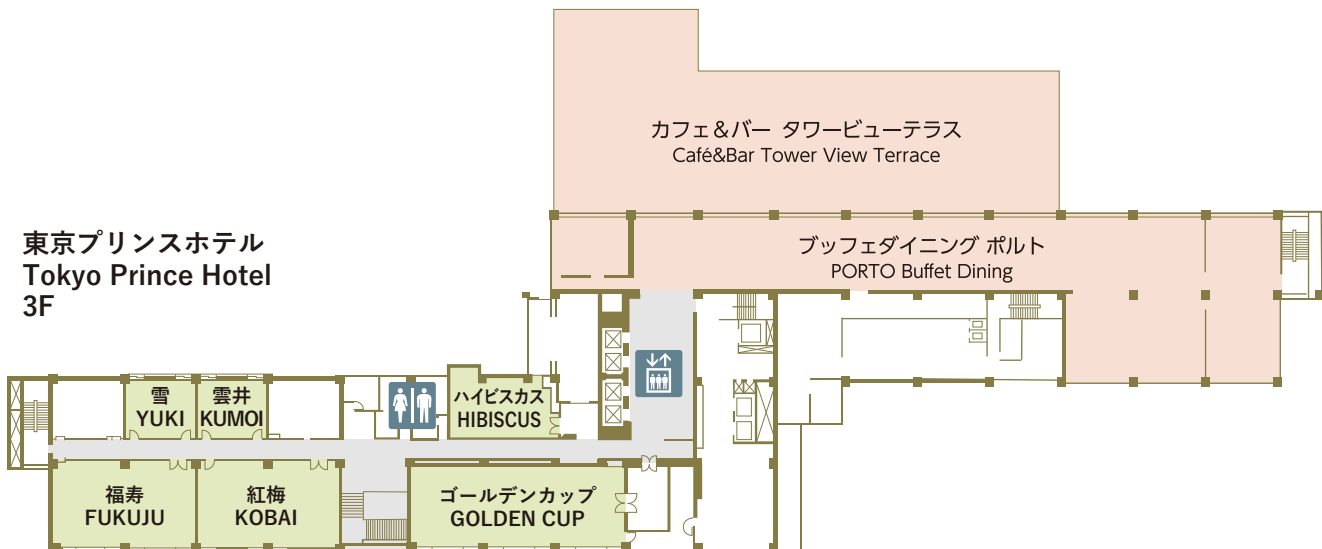 カフェ＆バー タワービューテラス
Café&Bar Tower View Terrace
東京プリンスホテル
Tokyo Prince Hotel
3F
ブッフェダイニング ポルト
PORTO Buffet Dining
雪
YUKI
雲井
KUMOI
ハイビスカス
HIBISCUS
福寿
FUKUJU
紅梅
KOBAI
ゴールデンカップ
GOLDEN CUP